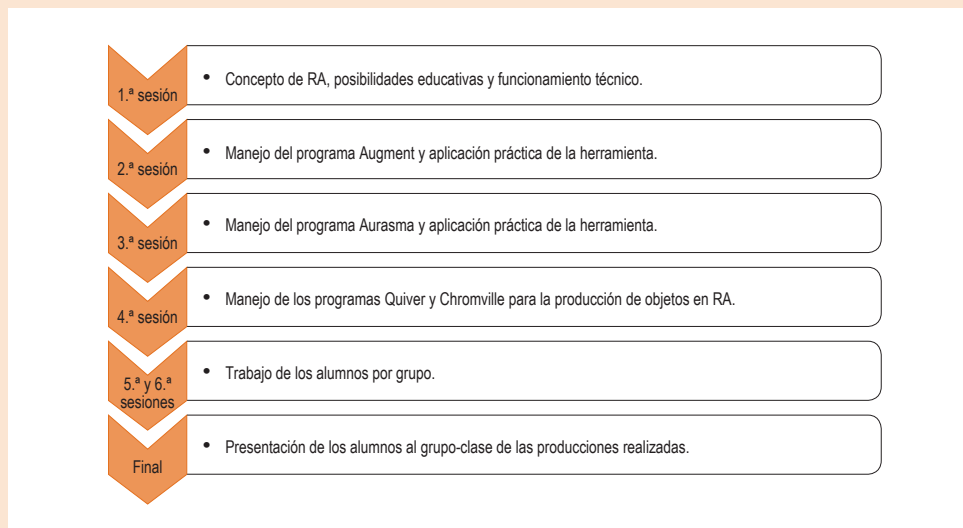 1.ª sesión
• Concepto de RA, posibilidades educativas y funcionamiento técnico.
2.ª sesión
• Manejo del programa Augment y aplicación práctica de la herramienta.
3.ª sesión
• Manejo del programa Aurasma y aplicación práctica de la herramienta.
4.ª sesión
• Manejo de los programas Quiver y Chromville para la producción de objetos en RA.
5.ª y 6.ª
sesiones
• Trabajo de los alumnos por grupo.
Final
• Presentación de los alumnos al grupo-clase de las producciones realizadas.